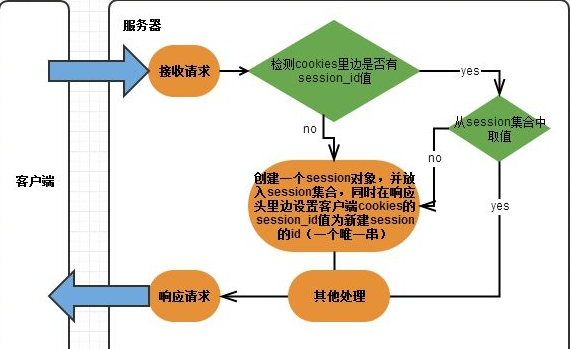 服务器
接收请求
检测cookies里边是否有
session_id值
yes
从session集合中
取值
no
no
客户端
创建一个session对象，并放
入session集合，同时在响应
头里边设置客户端cookies的
session_id值为新建session
的id（一个唯一串）
yes
响应请求
其他处理